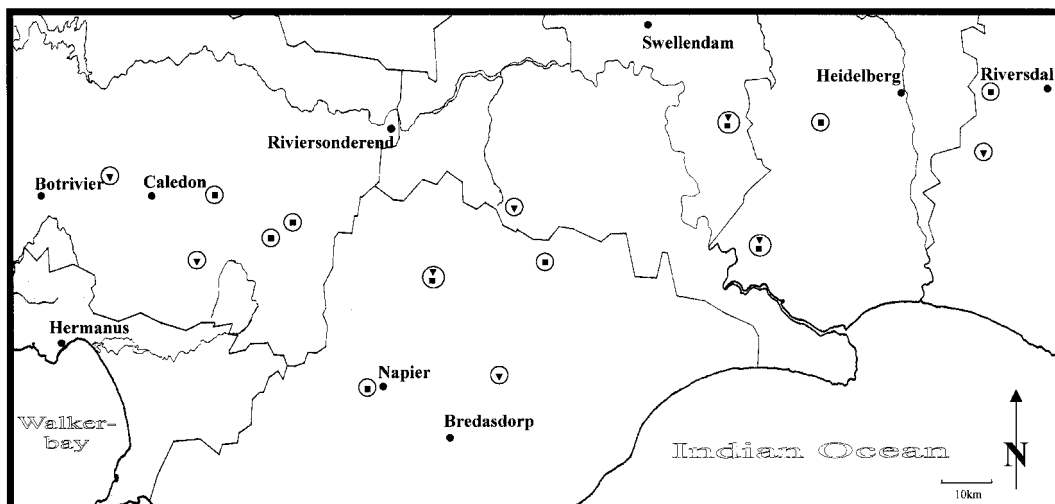 Swellendam
Heidelberg
Riversdal
Riviersonderend
Botrivier
Caledon
Hermanus
Napier
Walker-
bay
Bredasdorp
Indian Ocean
N
10km